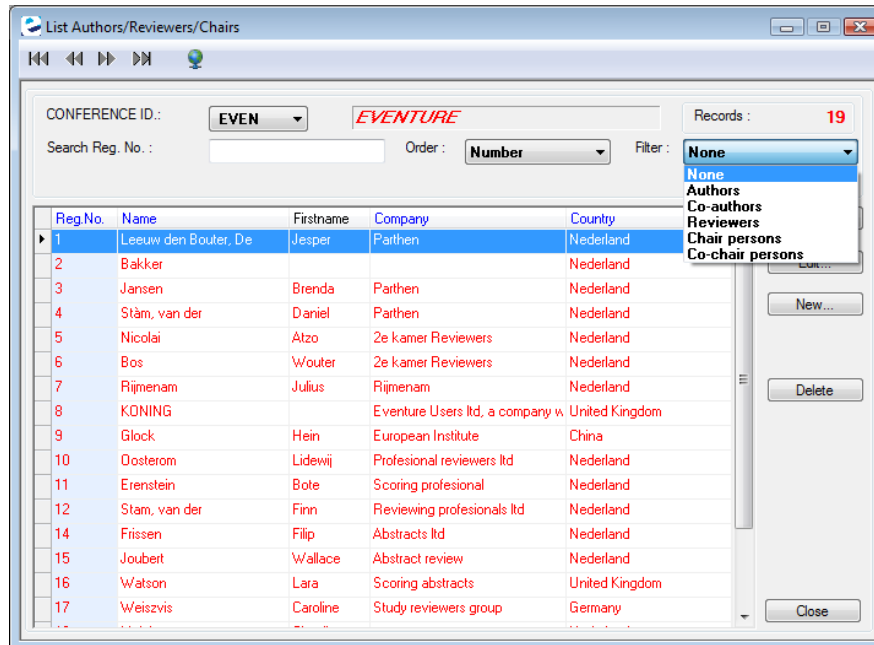 List Authors/Reviewers/Chairs
CONFERENCE ID.: EVEN EVENTURE Records : 19
Search Reg. No. : Order : Number Filter : None
None
Authors
Co-authors
Reviewers
Chair persons
Co-chair persons
Reg.No. Name Firstname Company Country
1 Leeuw den Bouter, De Jesper Parthen Nederland
2 Bakker Nederland Edit...
3 Jansen Brenda Parthen Nederland
New...
4 Stàm, van der Daniel Parthen Nederland
5 Nicolai Atzo 2e kamer Reviewers Nederland
6 Bos Wouter 2e kamer Reviewers Nederland
7 Rijmenam Julius Rijmenam Nederland
Delete
8 KONING Eventure Users ltd, a company w United Kingdom
9 Glock Hein European Institute China
10 Oosterom Lidewij Profesional reviewers ltd Nederland
11 Erenstein Bote Scoring profesional Nederland
12 Stam, van der Finn Reviewing profesionals ltd Nederland
14 Frissen Filip Abstracts ltd Nederland
15 Joubert Wallace Abstract review Nederland
16 Watson Lara Scoring abstracts United Kingdom
17 Weiszvis Caroline Study reviewers group Germany
Close